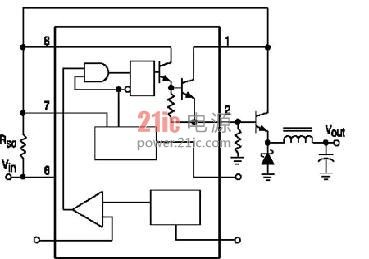 8
1
7
2
21ic 电源
power.21ic.com
Rsc
Vout
Vin
6